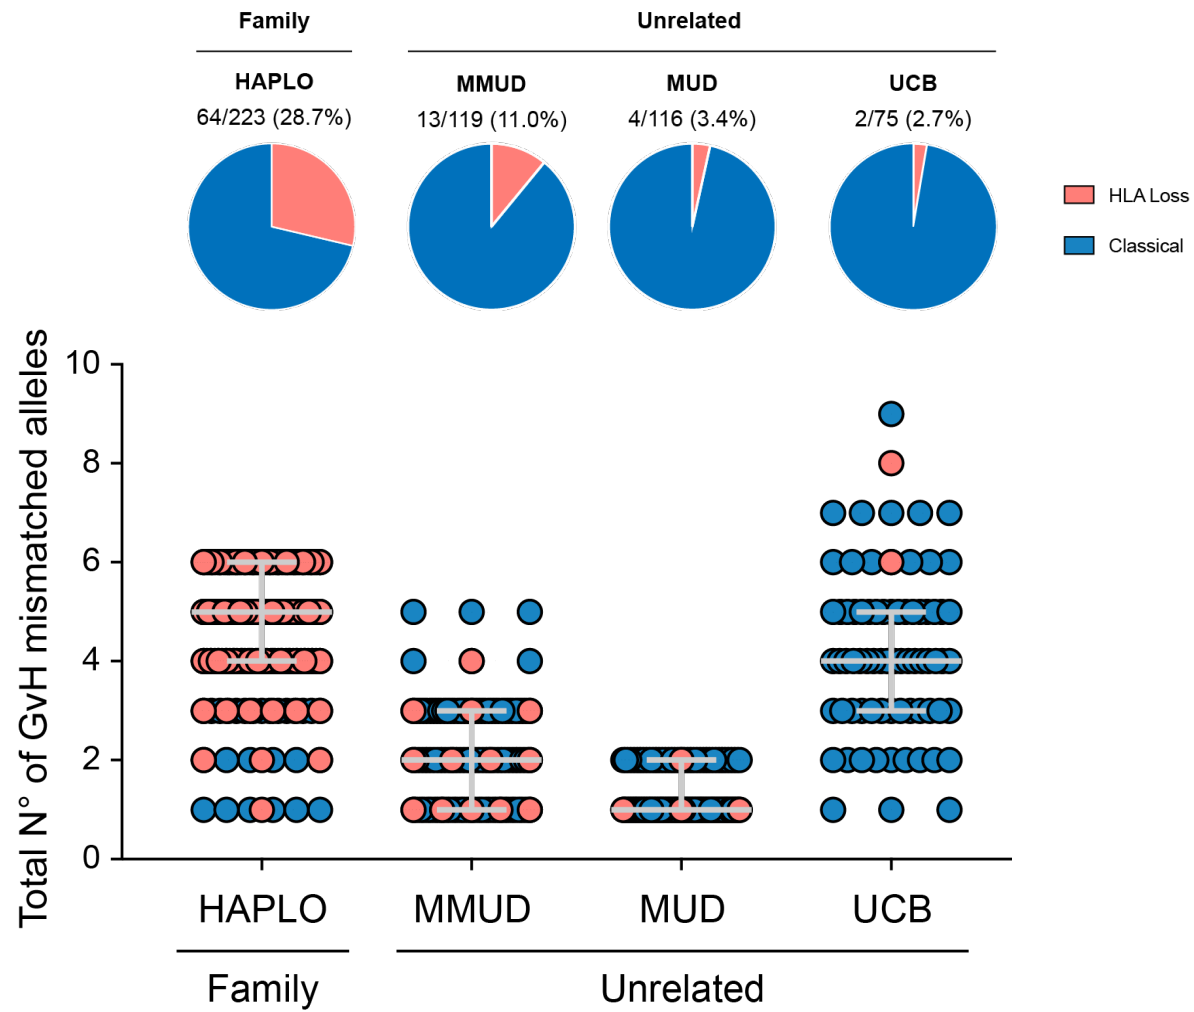 Family
Unrelated
HAPLO
MMUD
MUD
UCB
64/223 (28.7%)
13/119 (11.0%)
4/116 (3.4%)
2/75 (2.7%)
HLA Loss
Classical
Total N° of GvH mismatched alleles
10
8
6
4
2
0
HAPLO
MMUD
MUD
UCB
Family
Unrelated